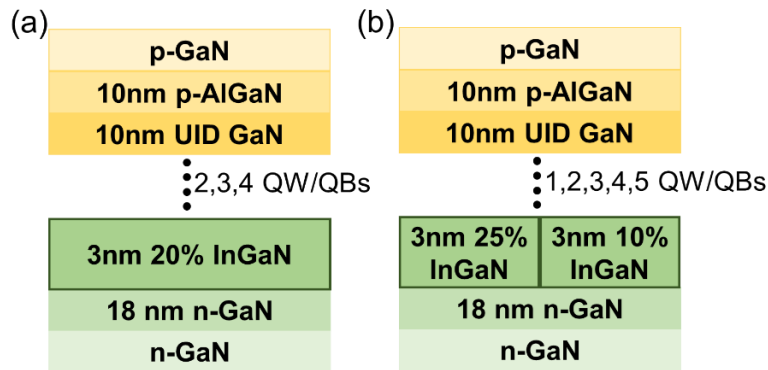 (a)
p-GaN
10nm p-AlGaN
10nm UID GaN
2,3,4 QW/QBs
3nm 20% InGaN
18 nm n-GaN
n-GaN
(b)
p-GaN
10nm p-AlGaN
10nm UID GaN
1,2,3,4,5 QW/QBs
3nm 25%
InGaN
3nm 10%
InGaN
18 nm n-GaN
n-GaN